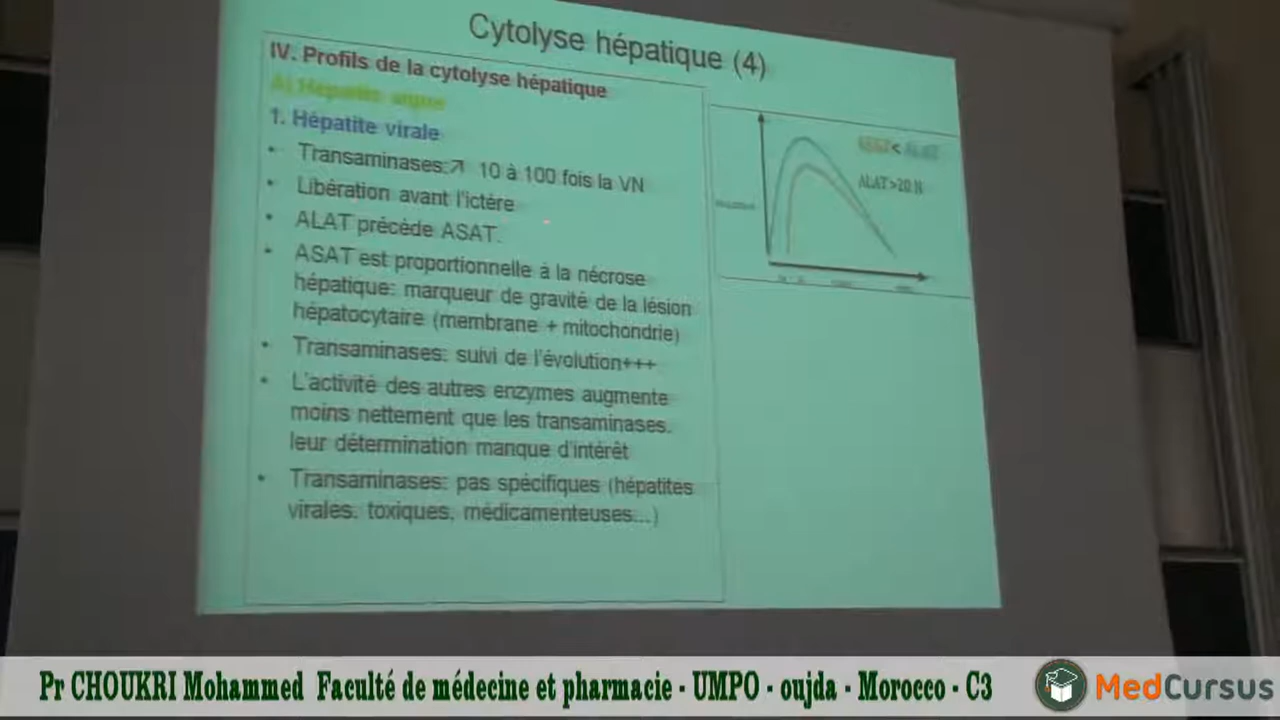 Cytolyse hépatique (4)
IV. Profils de la cytolyse hépatique
A) Hépatite aigue
1. Hépatite virale
• Transaminases:↗ 10 à 100 fois la VN
• Libération avant l'ictère
• ALAT précède ASAT.
• ASAT est proportionnelle à la nécrose
hépatique: marqueur de gravité de la lésion
hépatocytaire (membrane + mitochondrie)
• Transaminases: suivi de l'évolution+++
• L'activité des autres enzymes augmente
moins nettement que les transaminases,
leur détermination manque d'intérêt
• Transaminases: pas spécifiques (hépatites
virales, toxiques, médicamenteuses...)
ASAT < ALAT
ALAT>20 N
Pr CHOUKRI Mohammed Faculté de médecine et pharmacie - UMPO - oujda - Morocco - C3
MedCursus